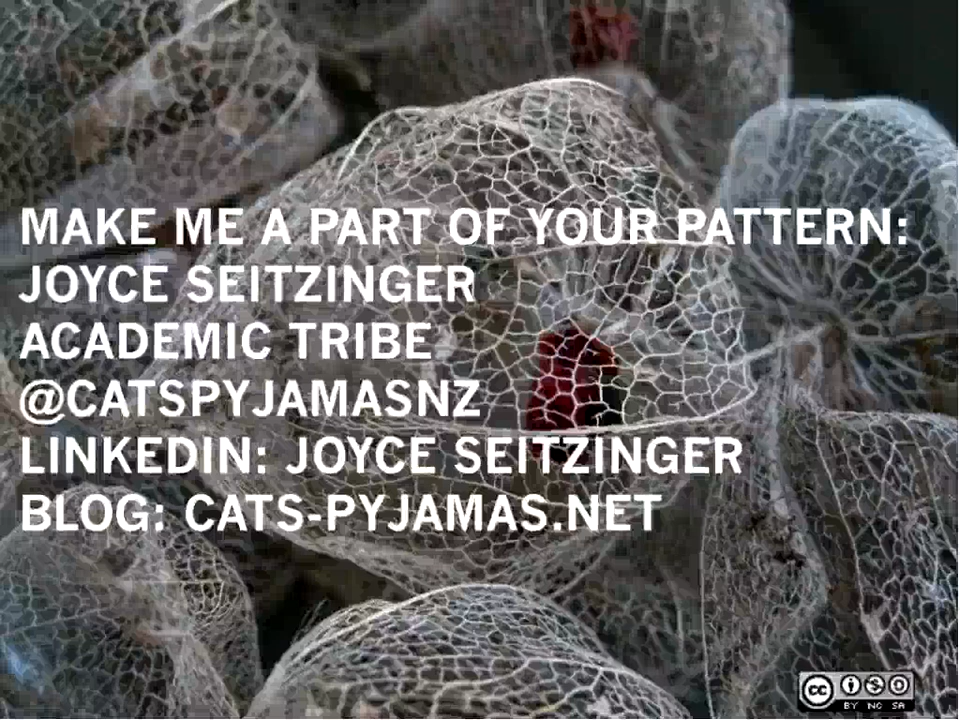 MAKE ME A PART OF YOUR PATTERN:
JOYCE SEITZINGER
ACADEMIC TRIBE
@CATSPYJAMASNZ
LINKEDIN: JOYCE SEITZINGER
BLOG: CATS-PYJAMAS.NET
cc
BY NC SA